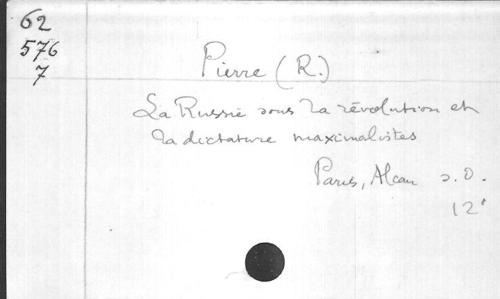 62
576
7
Pierre (R.)
La Russie sous la révolution et
la dictature maximalistes
Paris, Alcan s.D.
12°